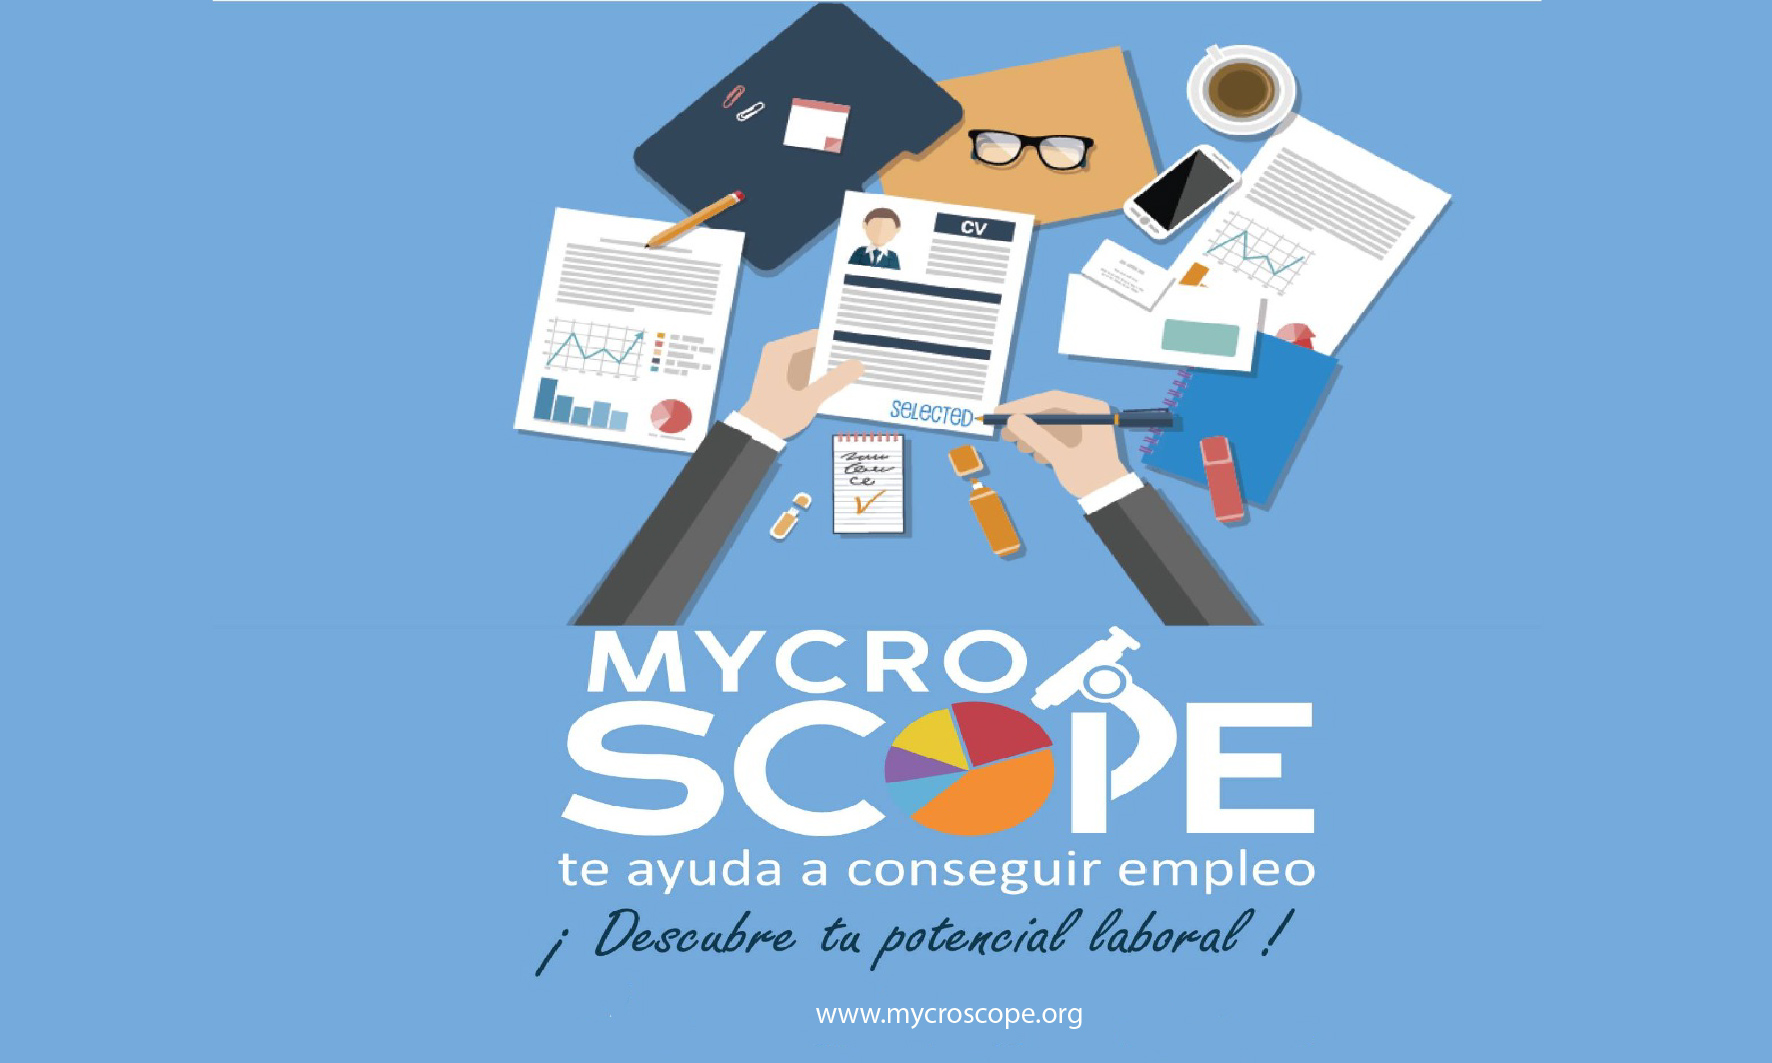 CV
SELECTED
MYCRO
SCOPE
te ayuda a conseguir empleo
¡ Descubre tu potencial laboral !
www.mycroscope.org